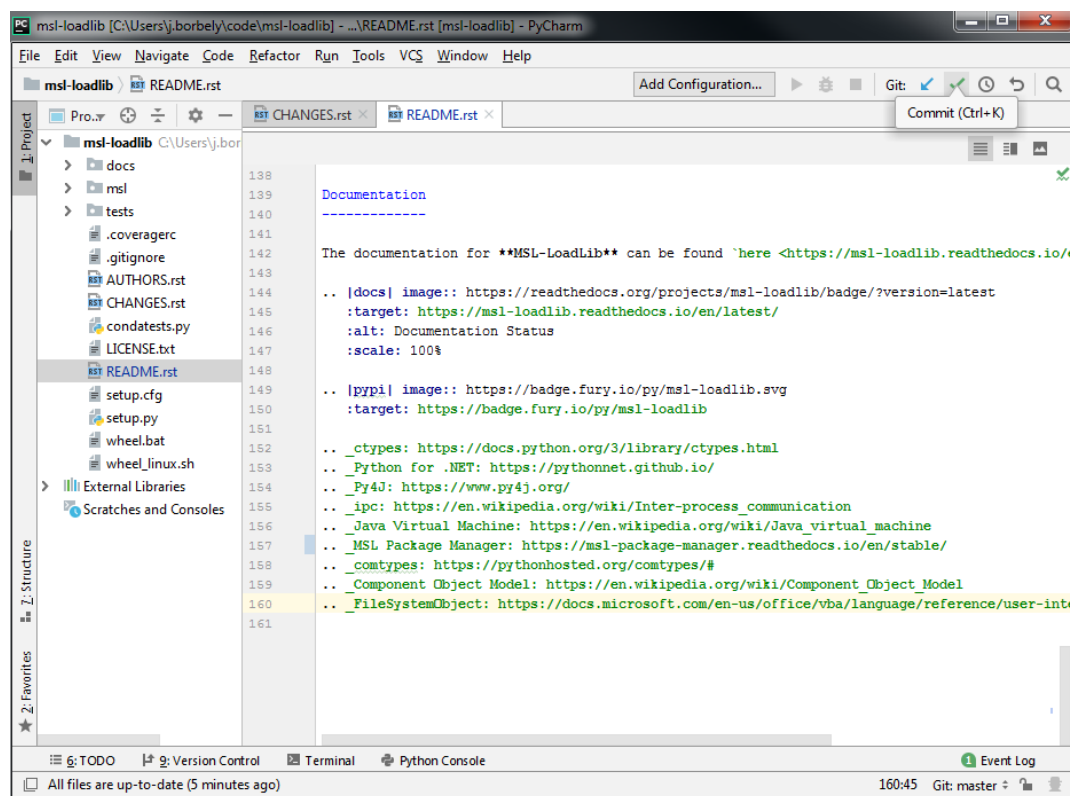 msl-loadlib [C:\Users\j.borbely\code\msl-loadlib] - ...\README.rst [msl-loadlib] - PyCharm
File Edit View Navigate Code Refactor Run Tools VCS Window Help
msl-loadlib README.rst Add Configuration... Git:
Commit (Ctrl+K)
Pro.. CHANGES.rst README.rst
1: Project
msl-loadlib C:\Users\j.bor
docs
msl
tests
.coveragerc
.gitignore
AUTHORS.rst
CHANGES.rst
condatests.py
LICENSE.txt
README.rst
setup.cfg
setup.py
wheel.bat
wheel_linux.sh
External Libraries
Scratches and Consoles
7: Structure
2: Favorites
138
139 Documentation
140 -------------
141
142 The documentation for **MSL-LoadLib** can be found `here <https://msl-loadlib.readthedocs.io/
143
144 .. |docs| image:: https://readthedocs.org/projects/msl-loadlib/badge/?version=latest
145 :target: https://msl-loadlib.readthedocs.io/en/latest/
146 :alt: Documentation Status
147 :scale: 100%
148
149 .. |pypi| image:: https://badge.fury.io/py/msl-loadlib.svg
150 :target: https://badge.fury.io/py/msl-loadlib
151
152 .. _ctypes: https://docs.python.org/3/library/ctypes.html
153 .. _Python for .NET: https://pythonnet.github.io/
154 .. _Py4J: https://www.py4j.org/
155 .. _ipc: https://en.wikipedia.org/wiki/Inter-process_communication
156 .. _Java Virtual Machine: https://en.wikipedia.org/wiki/Java_virtual_machine
157 .. _MSL Package Manager: https://msl-package-manager.readthedocs.io/en/stable/
158 .. _comtypes: https://pythonhosted.org/comtypes/#
159 .. _Component Object Model: https://en.wikipedia.org/wiki/Component_Object_Model
160 .. _FileSystemObject: https://docs.microsoft.com/en-us/office/vba/language/reference/user-inte
161
6: TODO 9: Version Control Terminal Python Console 1 Event Log
All files are up-to-date (5 minutes ago) 160:45 Git: master